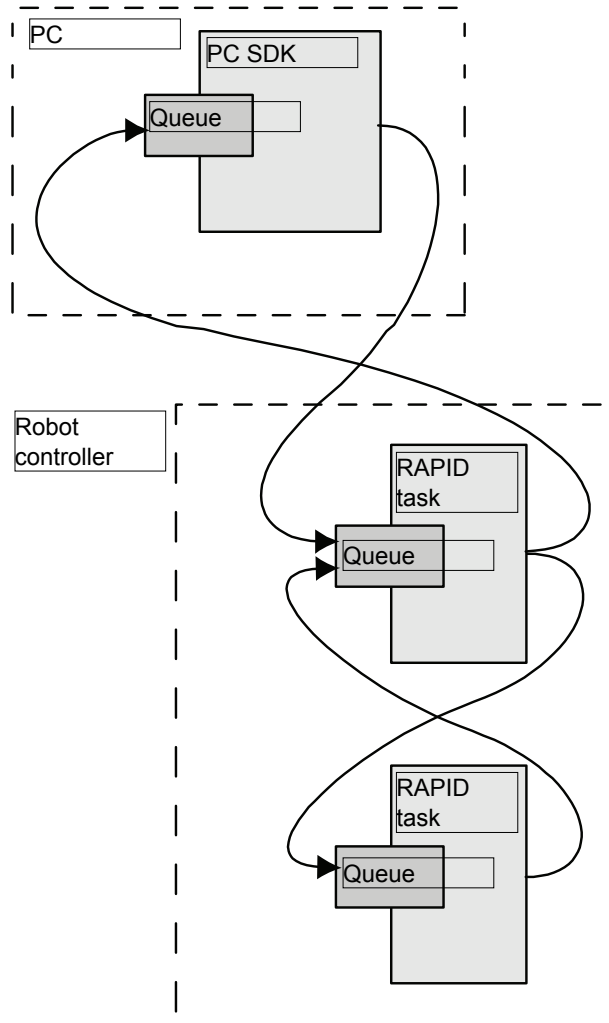 PC
PC SDK
Queue
Robot
controller
RAPID
task
Queue
RAPID
task
Queue